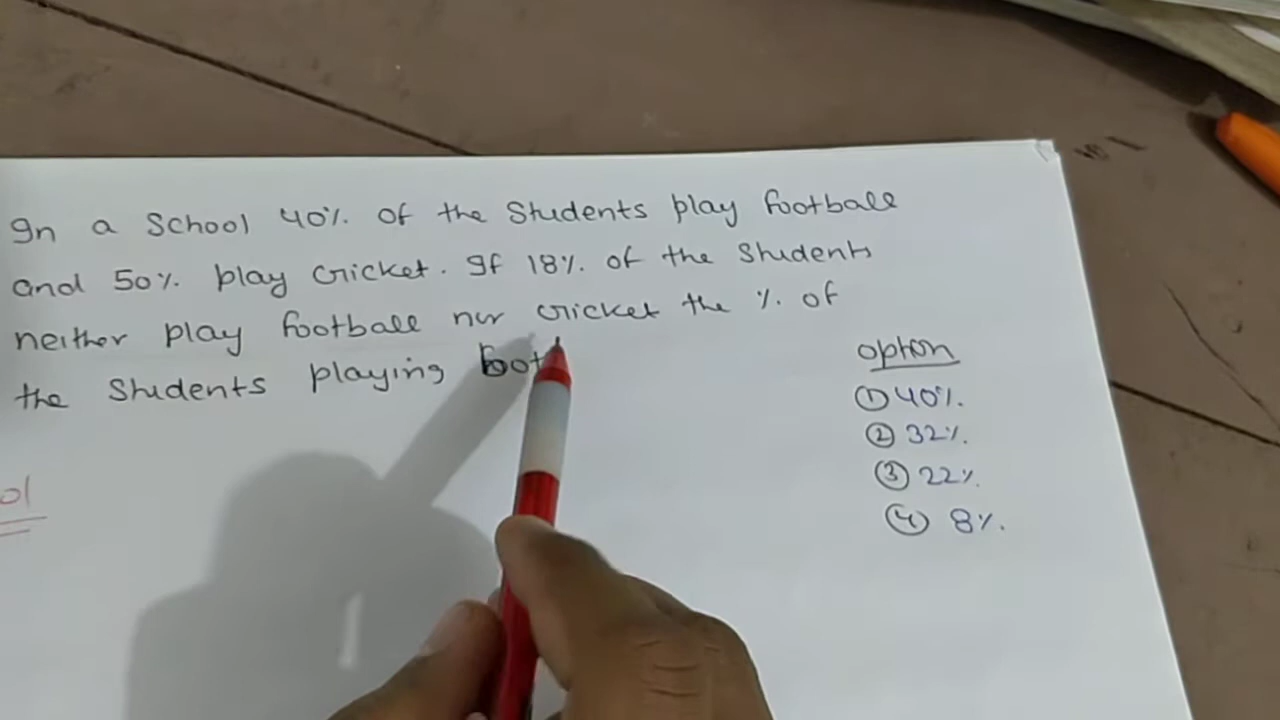 In a School 40% of the Students play football
and 50% play cricket. If 18% of the Students
neither play football nor cricket the % of
the Students playing
option
① 40%.
② 32%.
③ 22%.
④ 8%.
ol